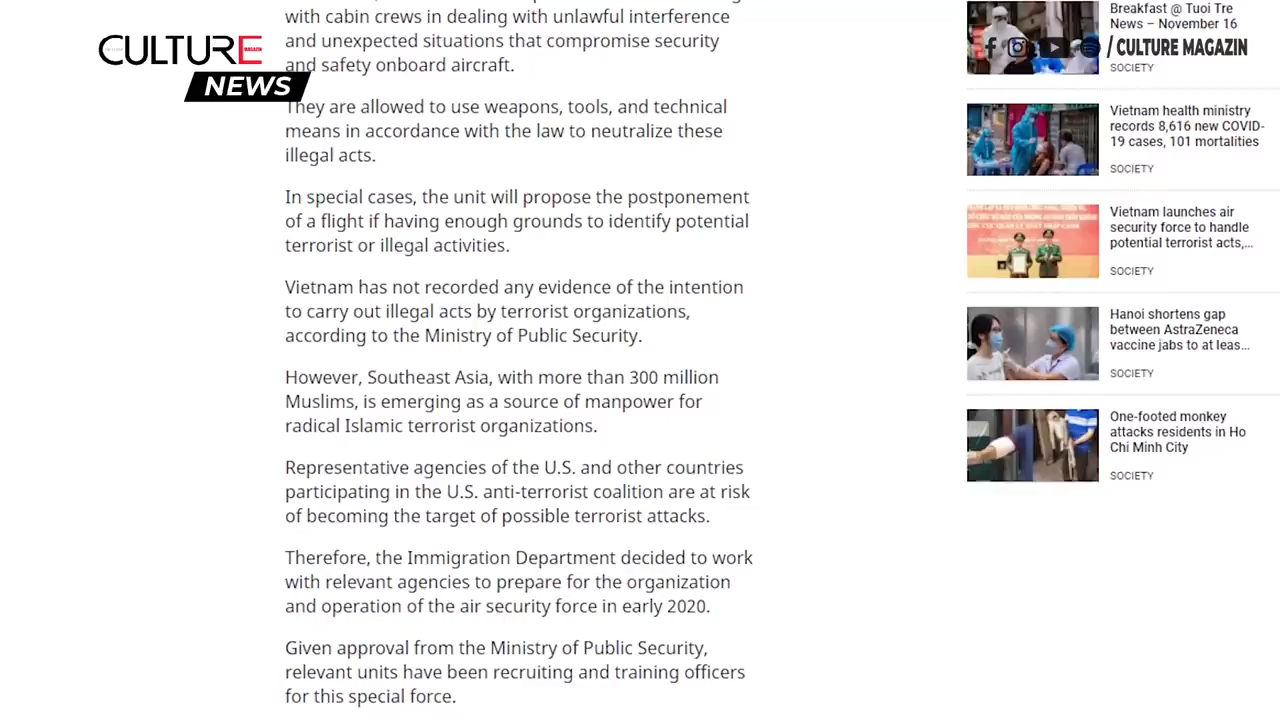 with cabin crews in dealing with unlawful interference
and unexpected situations that compromise security
and safety onboard aircraft.
They are allowed to use weapons, tools, and technical
means in accordance with the law to neutralize these
illegal acts.
In special cases, the unit will propose the postponement
of a flight if having enough grounds to identify potential
terrorist or illegal activities.
Vietnam has not recorded any evidence of the intention
to carry out illegal acts by terrorist organizations,
according to the Ministry of Public Security.
However, Southeast Asia, with more than 300 million
Muslims, is emerging as a source of manpower for
radical Islamic terrorist organizations.
Representative agencies of the U.S. and other countries
participating in the U.S. anti-terrorist coalition are at risk
of becoming the target of possible terrorist attacks.
Therefore, the Immigration Department decided to work
with relevant agencies to prepare for the organization
and operation of the air security force in early 2020.
Given approval from the Ministry of Public Security,
relevant units have been recruiting and training officers
for this special force.
CULTURE
MAGAZIN
NEWS
Breakfast @ Tuoi Tre
News – November 16
/ CULTURE MAGAZIN
SOCIETY
Vietnam health ministry
records 8,616 new COVID-
19 cases, 101 mortalities
SOCIETY
Vietnam launches air
security force to handle
potential terrorist acts,...
SOCIETY
Hanoi shortens gap
between AstraZeneca
vaccine jabs to at leas...
SOCIETY
One-footed monkey
attacks residents in Ho
Chi Minh City
SOCIETY